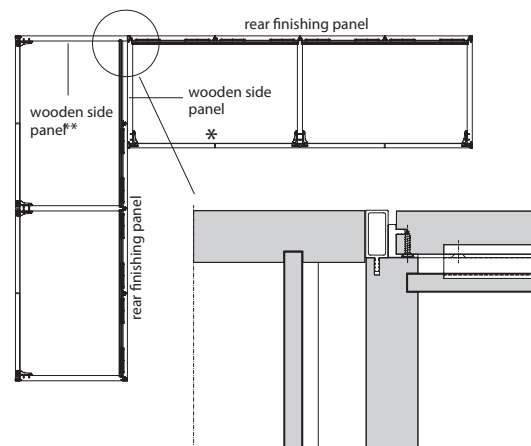 rear finishing panel
wooden side
panel**
wooden side
panel
*
rear finishing panel